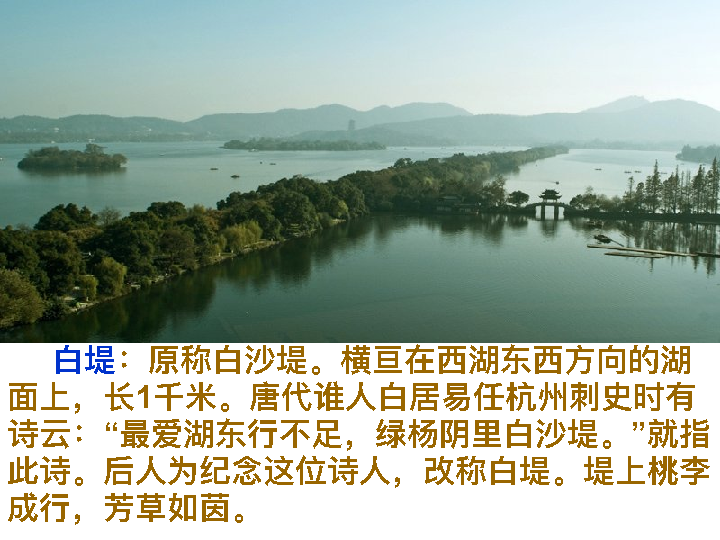 白堤：原称白沙堤。横亘在西湖东西方向的湖
面上，长1千米。唐代谁人白居易任杭州刺史时有
诗云：“最爱湖东行不足，绿杨阴里白沙堤。”就指
此诗。后人为纪念这位诗人，改称白堤。堤上桃李
成行，芳草如茵。